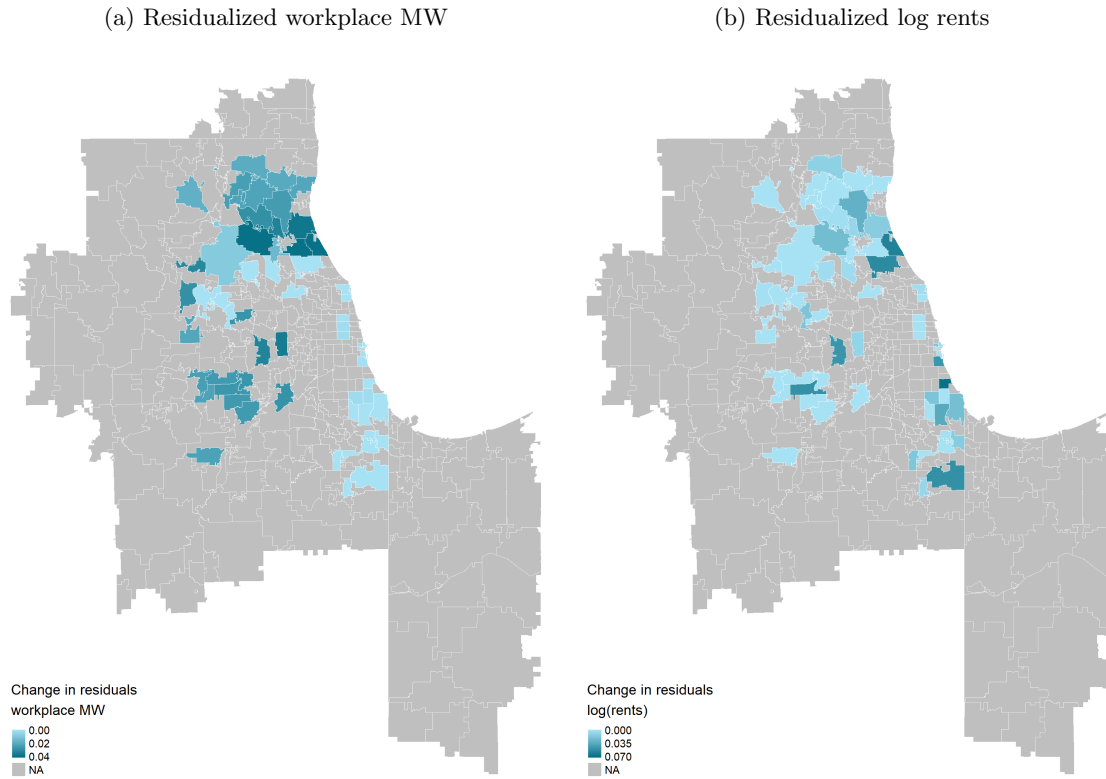 (a) Residualized workplace MW
(b) Residualized log rents
Change in residuals
workplace MW
0.00
0.02
0.04
NA
Change in residuals
log(rents)
0.000
0.035
0.070
NA